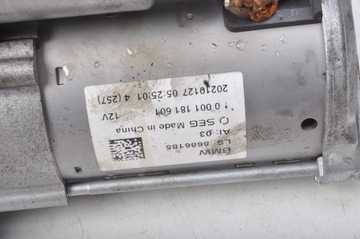 BMW
LS: 8686185
AI: 03
SEG Made in China
* 0 001 181 601 12V
20210127 05:25:01 4 (257)